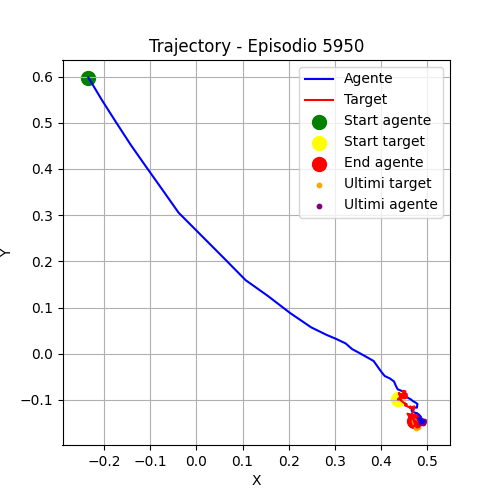 Trajectory - Episodio 5950
Agente
Target
Start agente
Start target
End agente
Ultimi target
Ultimi agente
0.6
0.5
0.4
0.3
0.2
0.1
0.0
−0.1
Y
−0.2
−0.1
0.0
0.1
0.2
0.3
0.4
0.5
X